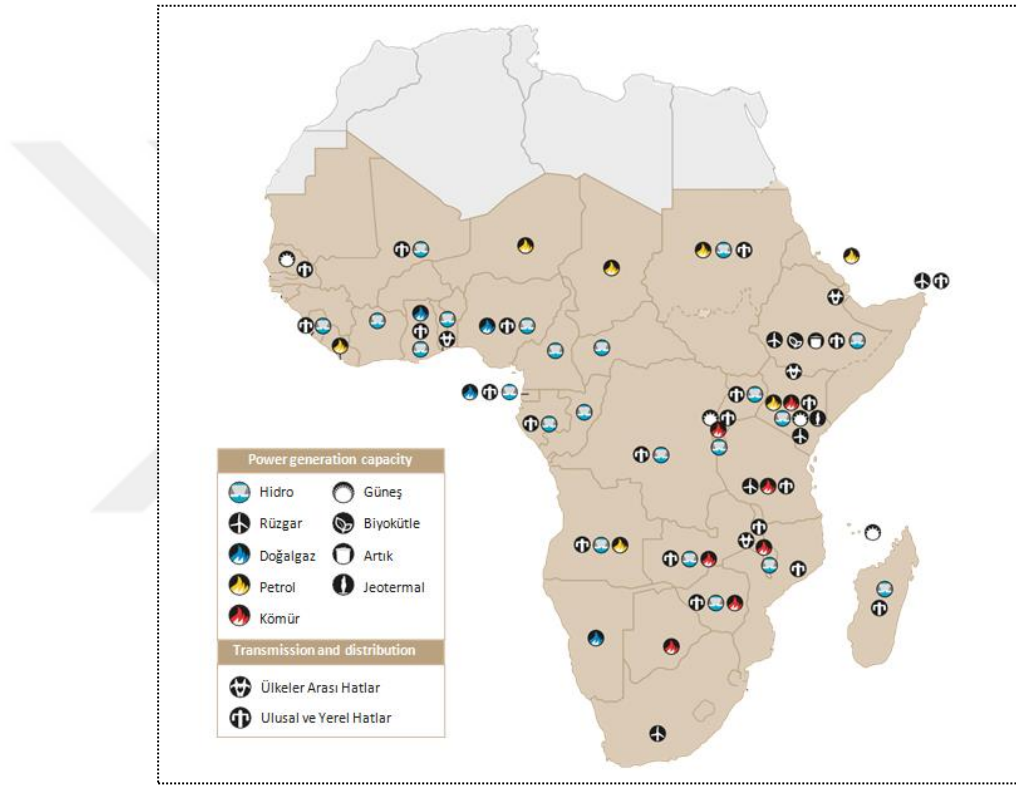 Power generation capacity
Hidro Güneş
Rüzgar Biyokütle
Doğalgaz Artık
Petrol Jeotermal
Kömür
Transmission and distribution
Ülkeler Arası Hatlar
Ulusal ve Yerel Hatlar